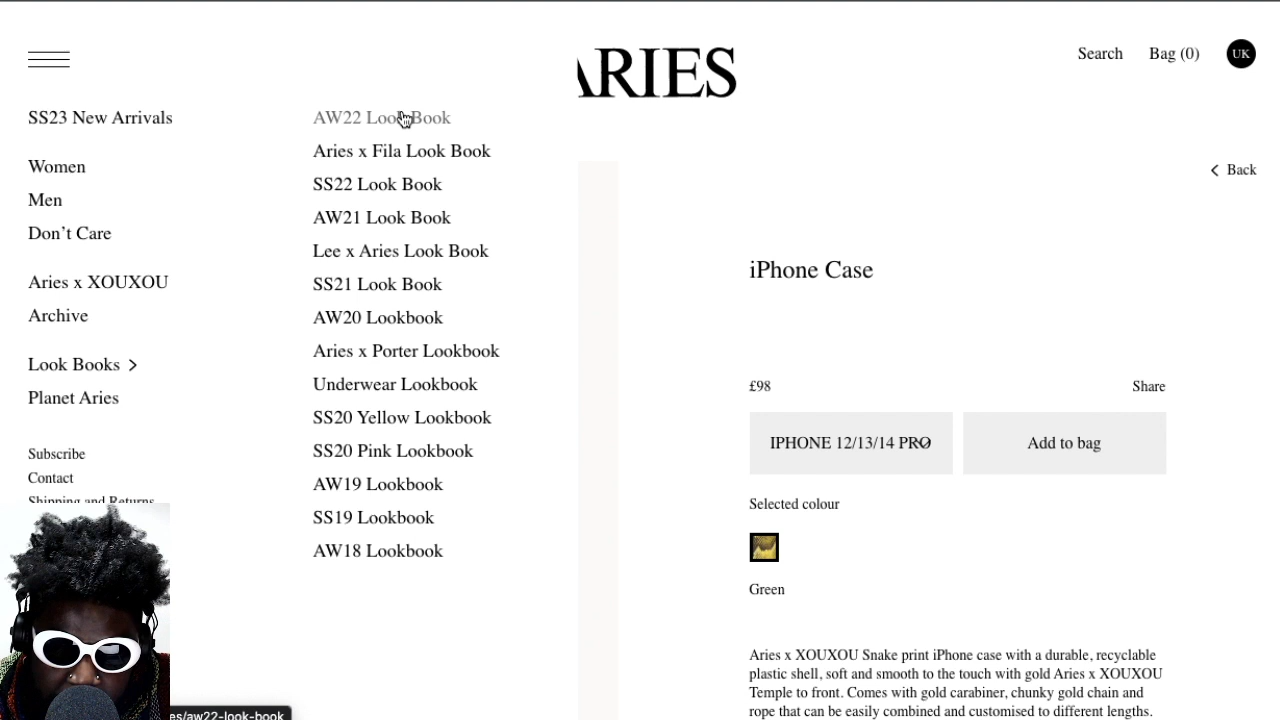 ARIES
Search
Bag (0)
UK
SS23 New Arrivals
Women
Men
Don’t Care
Aries x XOUXOU
Archive
Look Books >
Planet Aries
Subscribe
Contact
Shipping and Returns
AW22 Look Book
Aries x Fila Look Book
SS22 Look Book
AW21 Look Book
Lee x Aries Look Book
SS21 Look Book
AW20 Lookbook
Aries x Porter Lookbook
Underwear Lookbook
SS20 Yellow Lookbook
SS20 Pink Lookbook
AW19 Lookbook
SS19 Lookbook
AW18 Lookbook
< Back
iPhone Case
£98
Share
IPHONE 12/13/14 PRO
Add to bag
Selected colour
Green
Aries x XOUXOU Snake print iPhone case with a durable, recyclable
plastic shell, soft and smooth to the touch with gold Aries x XOUXOU
Temple to front. Comes with gold carabiner, chunky gold chain and
rope that can be easily combined and customised to different lengths.
es/aw22-look-book